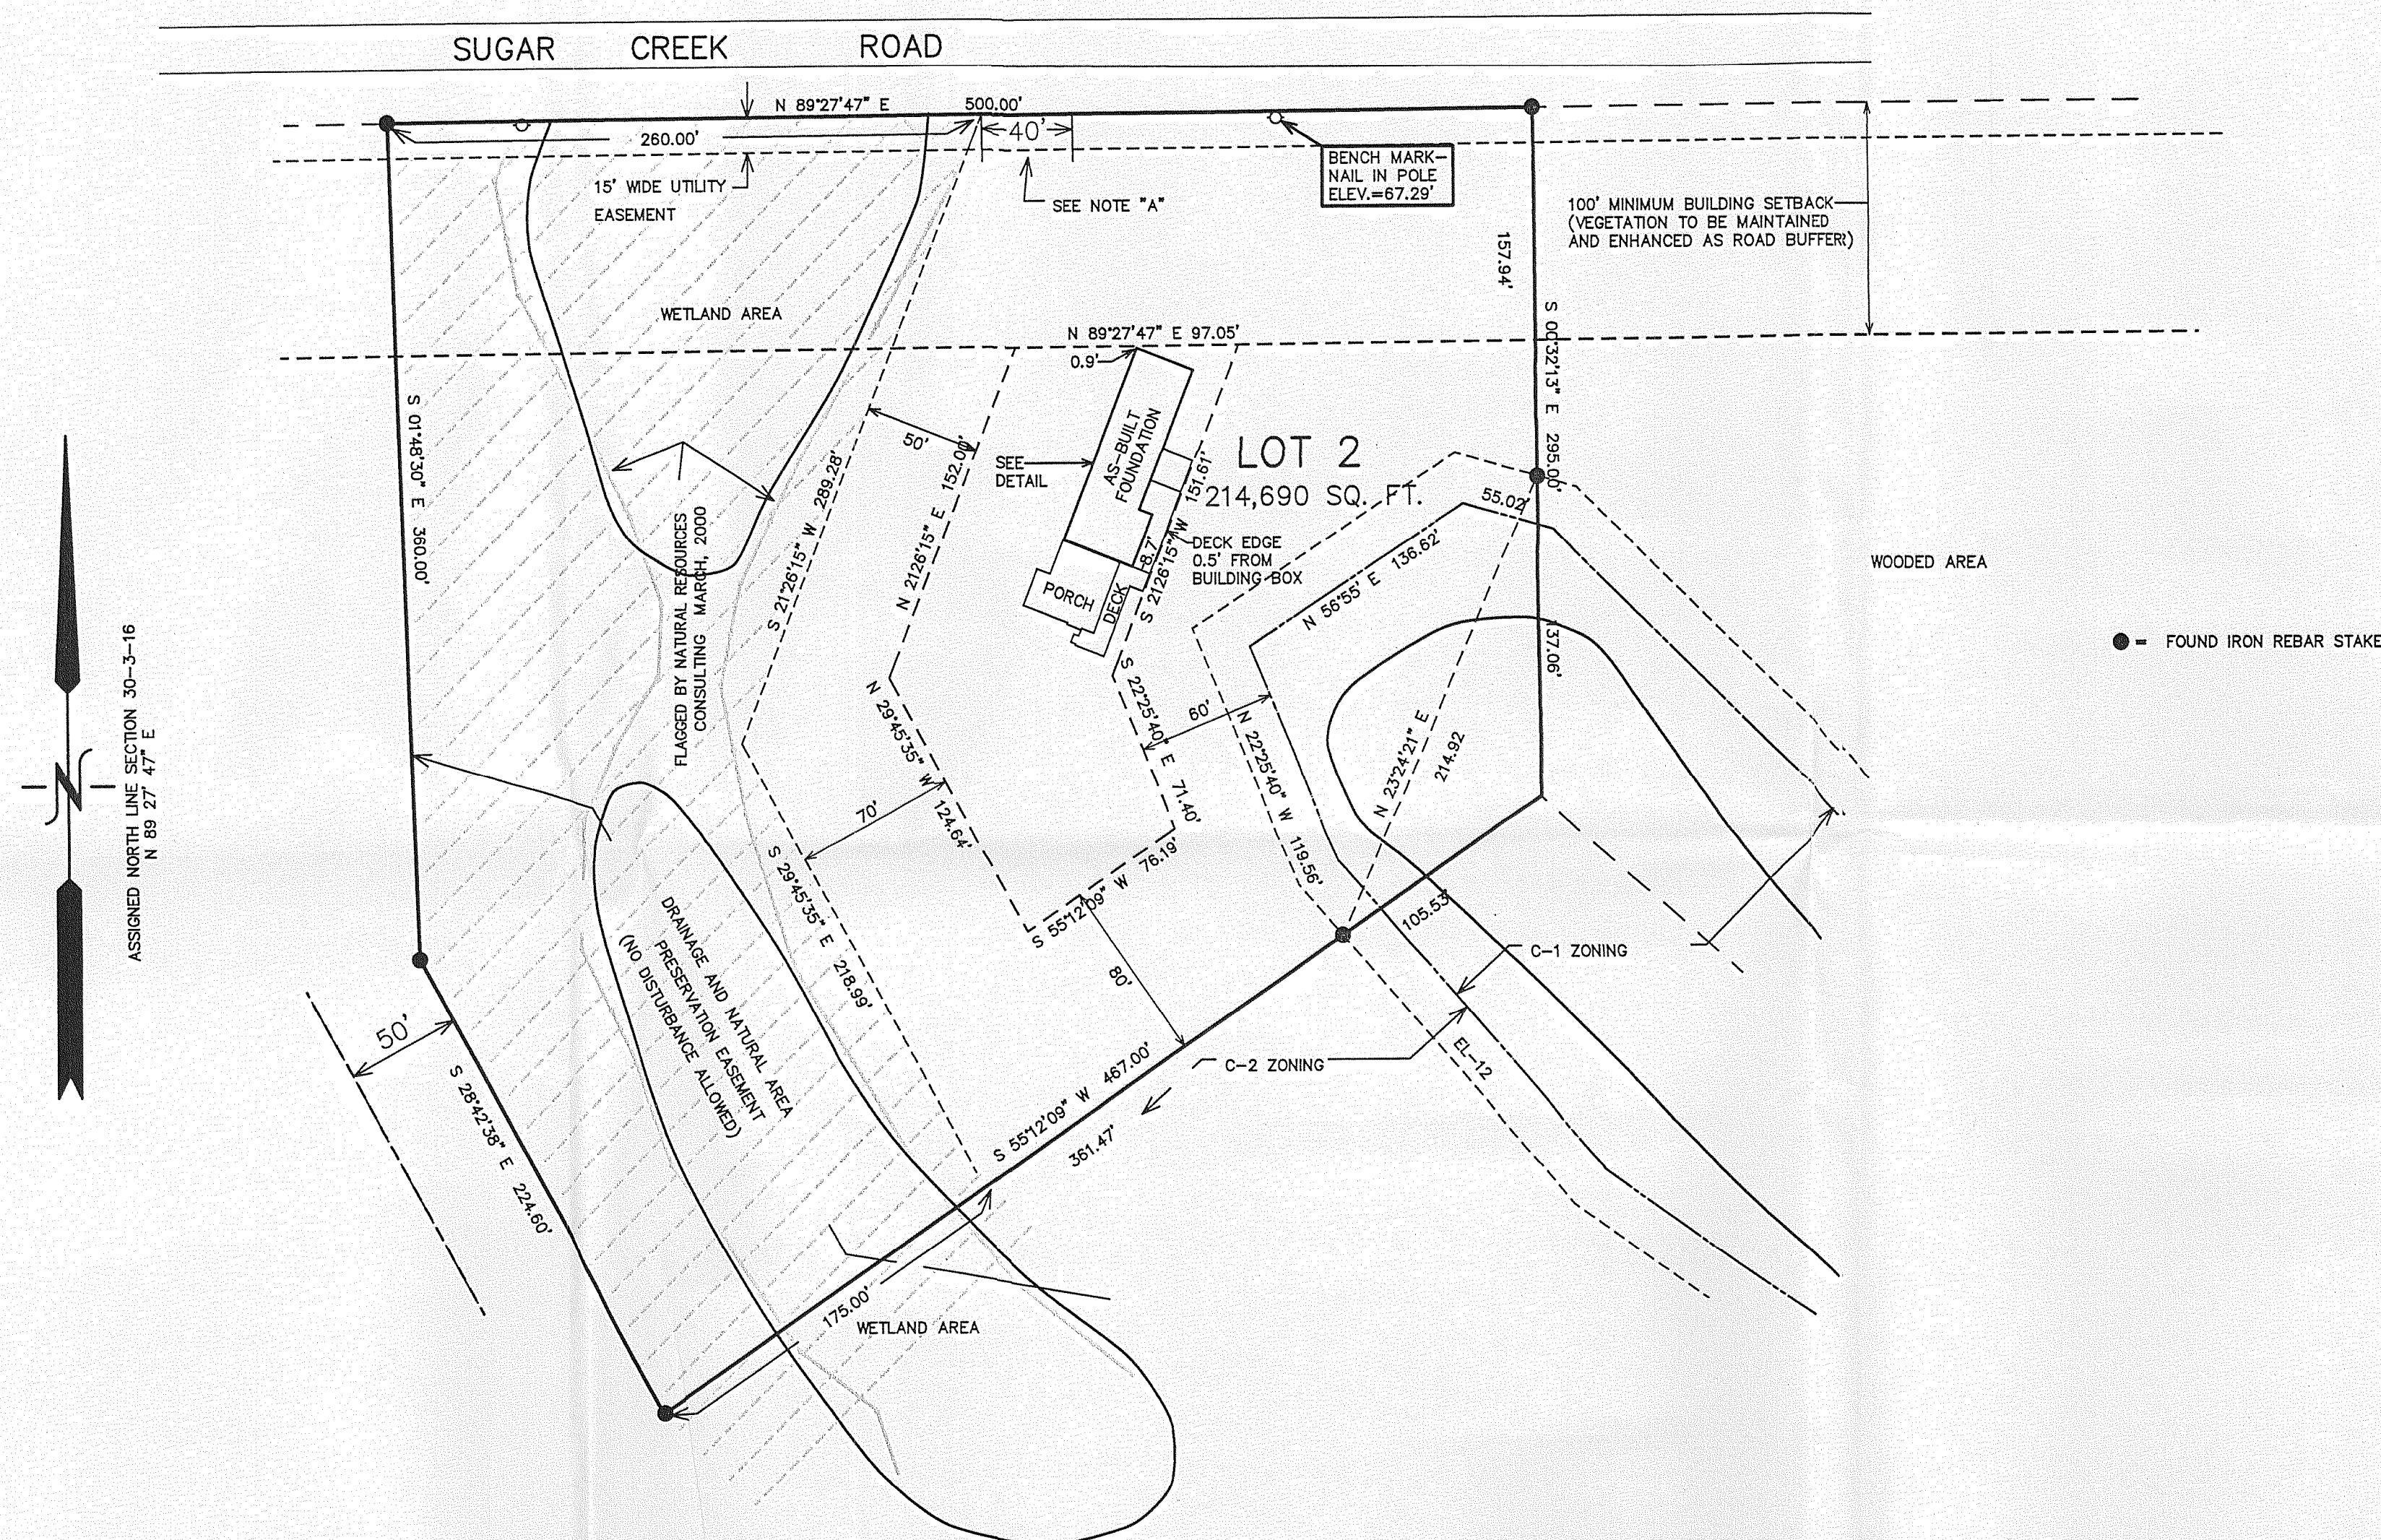 SUGAR CREEK ROAD
N 89°27'47" E 500.00'
260.00'
40'
15' WIDE UTILITY
EASEMENT
SEE NOTE "A"
BENCH MARK-
NAIL IN POLE
ELEV.=67.29'
100' MINIMUM BUILDING SETBACK
(VEGETATION TO BE MAINTAINED
AND ENHANCED AS ROAD BUFFER)
157.94'
S 00°32'13" E 295.00'
WETLAND AREA
N 89°27'47" E 97.05'
0.9'
S 01°48'30" E 360.00'
50'
SEE
DETAIL
AS-BUILT
FOUNDATION
LOT 2
214,690 SQ. FT.
S 21°26'15" W 289.28'
N 21°26'15" E 152.00'
S 21°26'15" W 151.61'
8.7'
DECK EDGE
0.5' FROM
BUILDING BOX
PORCH
DECK
55.02'
N 56°55' E 136.62'
WOODED AREA
137.06'
= FOUND IRON REBAR STAKE
FLAGGED BY NATURAL RESOURCES
CONSULTING MARCH, 2000
ASSIGNED NORTH LINE SECTION 30-3-16
N 89 27' 47" E
N
N 29°45'35" W 124.64'
S 22°25'40" E 71.40'
60'
N 22°25'40" W 119.56'
N 23°24'21" E
214.92
70'
S 29°45'35" E 218.99'
S 55°12'09" W 76.19'
80'
105.53'
C-1 ZONING
DRAINAGE AND NATURAL AREA
PRESERVATION EASEMENT
(NO DISTURBANCE ALLOWED)
50'
S 28°42'38" E 224.60'
S 55°12'09" W 467.00'
361.47'
C-2 ZONING
EL-12
175.00'
WETLAND AREA